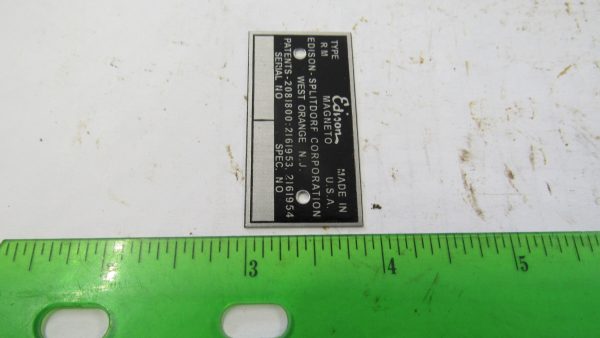 TYPE Edison MADE IN
RM MAGNETO U.S.A.
EDISON-SPLITDORF CORPORATION
WEST ORANGE N.J.
PATENTS-2081800:2161953, 2161954
SERIAL NO SPEC. NO
3 4 5